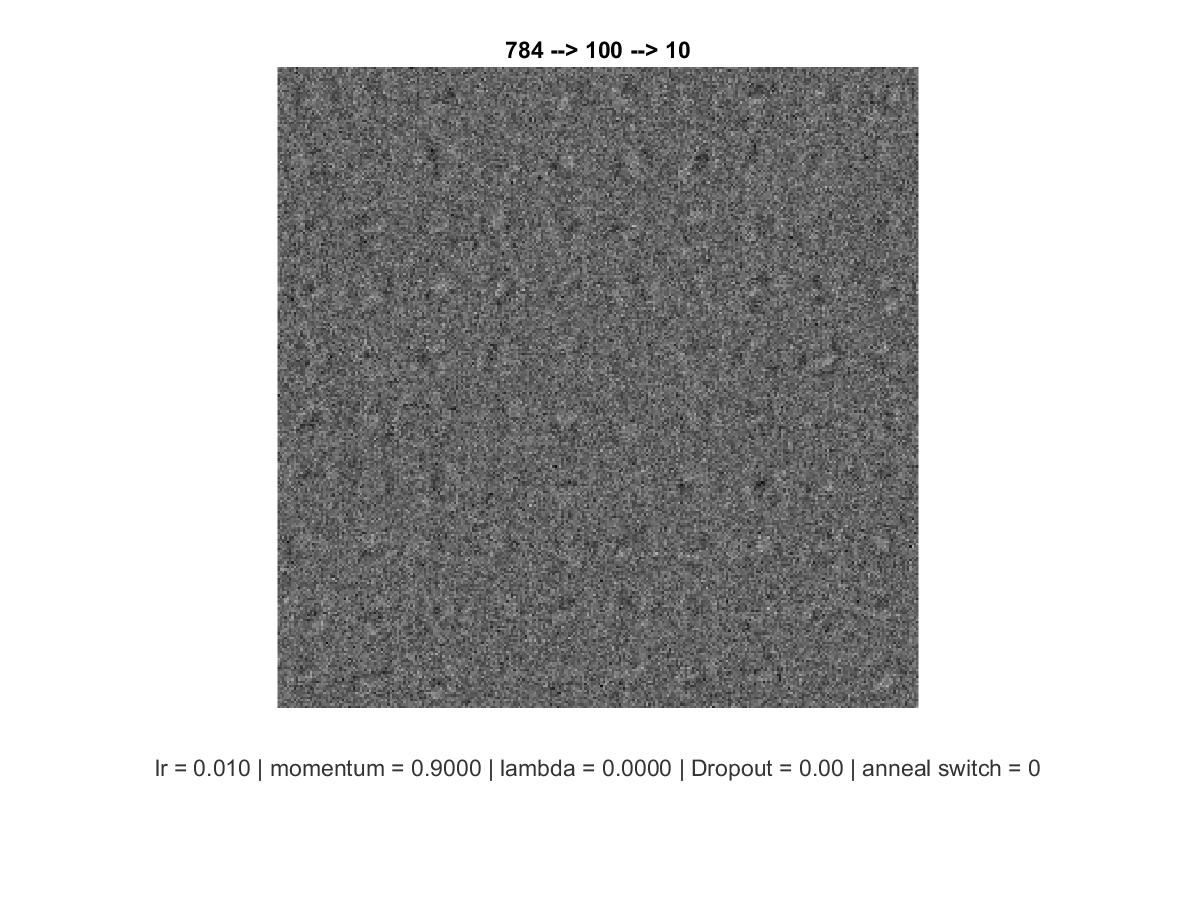 784 --> 100 --> 10
lr = 0.010 | momentum = 0.9000 | lambda = 0.0000 | Dropout = 0.00 | anneal switch = 0